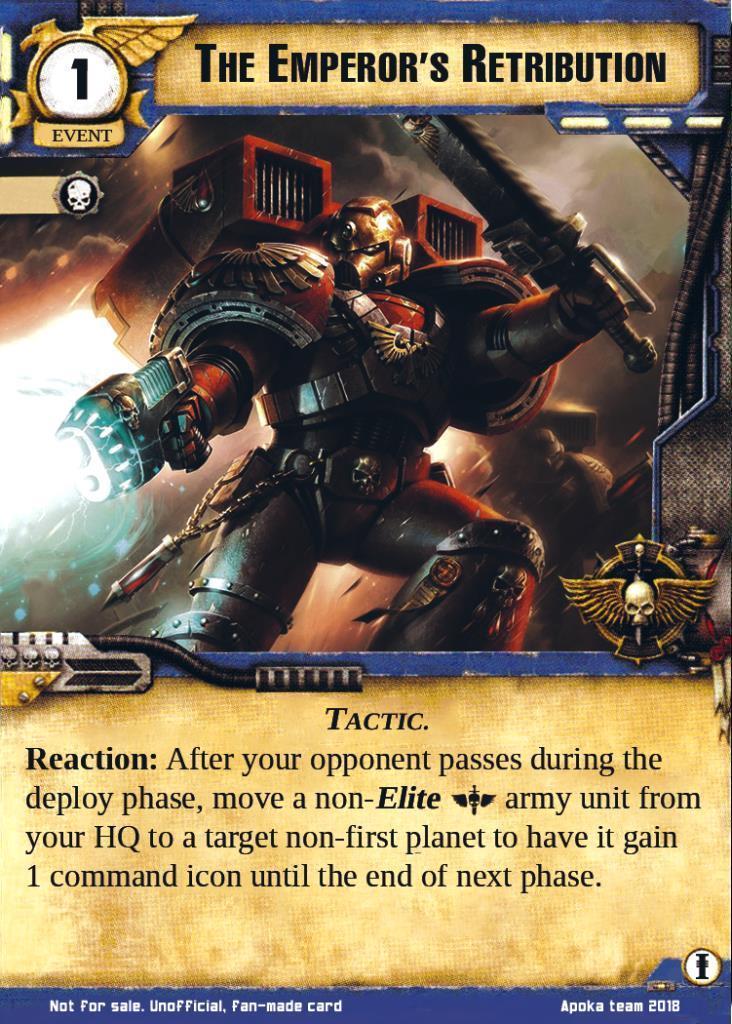 1
THE EMPEROR'S RETRIBUTION
EVENT
TACTIC.
Reaction: After your opponent passes during the
deploy phase, move a non-Elite army unit from
your HQ to a target non-first planet to have it gain
1 command icon until the end of next phase.
I
Not for sale. Unofficial, fan-made card
Apoka team 2018